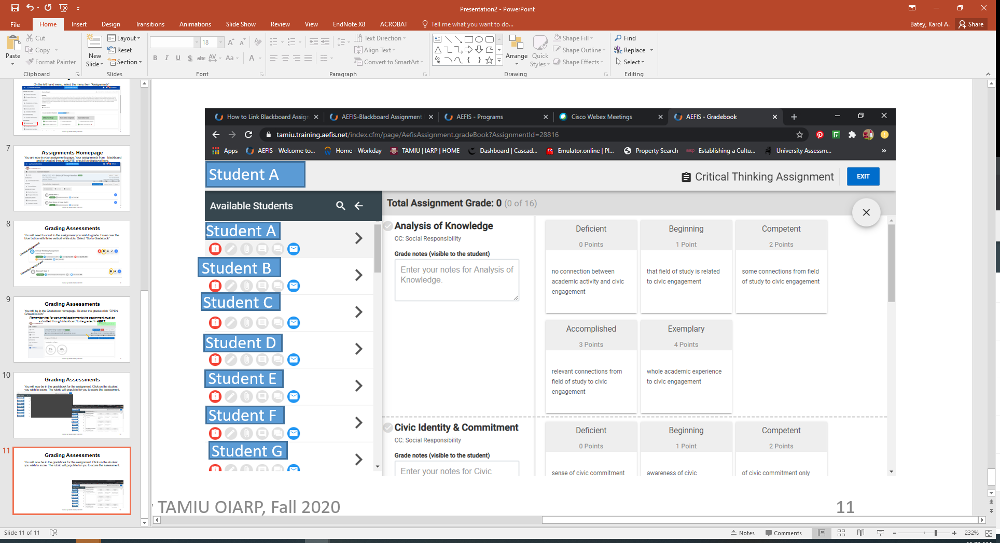 Presentation2 - PowerPoint
File Home Insert Design Transitions Animations Slide Show Review View EndNote X8 ACROBAT Tell me what you want to do... Batey, Karol A. Share
Paste
Cut
Copy
Format Painter
Clipboard
New Slide
Layout
Reset
Section
Slides
18
Font
Text Direction
Align Text
Convert to SmartArt
Paragraph
Arrange
Quick Styles
Shape Fill
Shape Outline
Shape Effects
Drawing
Find
Replace
Select
Editing
On the left hand menu, select the menu item "Assignments"
7
Assignments Homepage
You are now in your assignments page. Your assignments from blackboard
and/or created through AEFIS should be displayed here.
8
Grading Assessments
You will need to scroll to the assignment you wish to grade. Hover over the
blue button with three vertical white dots. Select "Go to Gradebook"
Created Assignment
Converted Assignment
9
Grading Assessments
You will be in the Gradebook homepage. To enter the grades click "OPEN
GRADEBOOK"
Remember that for converted assignments the assignment must be
submitted through blackboard to be graded in AEFIS.
10
Grading Assessments
You will now be in the gradebook for the assignment. Click on the student
you wish to score. The rubric will populate for you to score the assessment.
11
Grading Assessments
You will now be in the gradebook for the assignment. Click on the student
you wish to score. The rubric will populate for you to score the assessment.
How to Link Blackboard Assign AEFIS-Blackboard Assignment AEFIS - Programs Cisco Webex Meetings AEFIS - Gradebook
tamiu.training.aefis.net/index.cfm/page/AefisAssignment.gradeBook?AssignmentId=28816
Apps AEFIS - Welcome to... Home - Workday TAMIU | IARP | HOME Dashboard | Cascad... Emulator.online | Pl... Property Search Establishing a Cultu... University Assessm... »
Student A
Critical Thinking Assignment
EXIT
Available Students
Student A
Student B
Student C
Student D
Student E
Student F
Student G
Total Assignment Grade: 0 (0 of 16)
Analysis of Knowledge
CC: Social Responsibility
Grade notes (visible to the student)
Enter your notes for Analysis of
Knowledge.
Deficient
0 Points
no connection between
academic activity and civic
engagement
Beginning
1 Point
that field of study is related
to civic engagement
Competent
2 Points
some connections from field
of study to civic engagement
Accomplished
3 Points
relevant connections from
field of study to civic
engagement
Exemplary
4 Points
whole academic experience
to civic engagement
Civic Identity & Commitment
CC: Social Responsibility
Grade notes (visible to the student)
Enter your notes for Civic
Deficient
0 Points
sense of civic commitment
Beginning
1 Point
awareness of civic
Competent
2 Points
of civic commitment only
TAMIU OIARP, Fall 2020
11
Slide 11 of 11
Notes Comments 232%